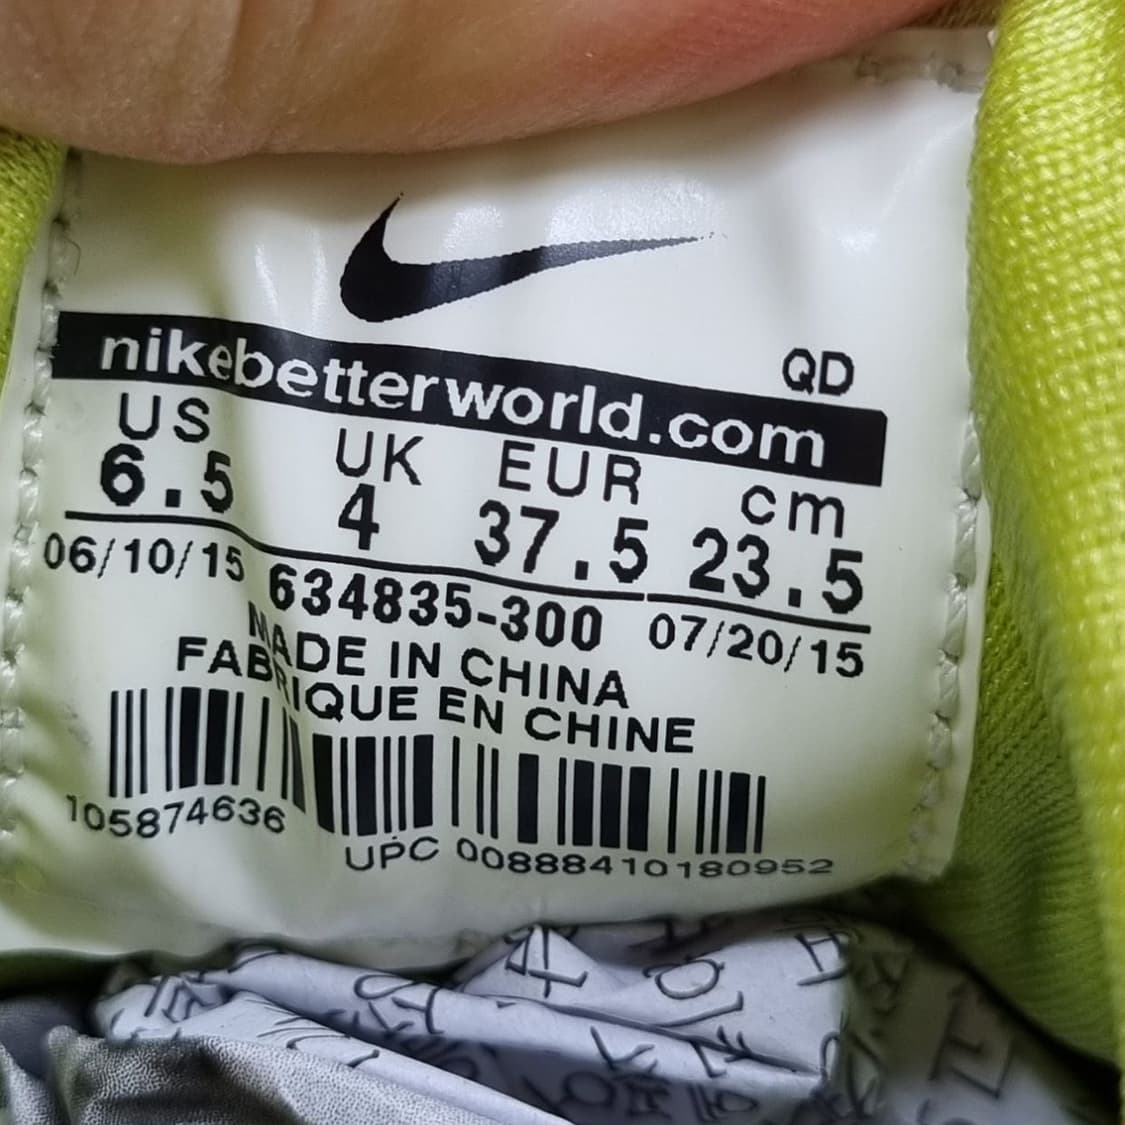 nikebetterworld.com
QD
US UK EUR cm
6.5 4 37.5 23.5
06/10/15 634835-300 07/20/15
MADE IN CHINA
FABRIQUE EN CHINE
105874636
UPC 00888410180952